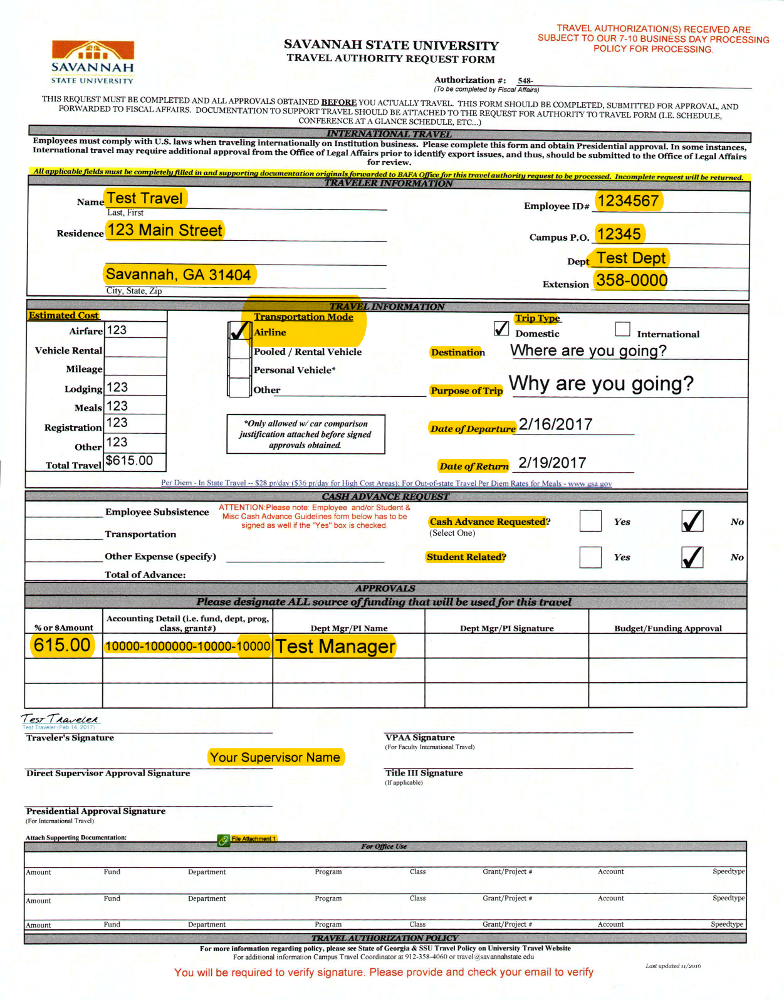 TRAVEL AUTHORIZATION(S) RECEIVED ARE
SUBJECT TO OUR 7-10 BUSINESS DAY PROCESSING
POLICY FOR PROCESSING.
SAVANNAH
STATE UNIVERSITY
SAVANNAH STATE UNIVERSITY
TRAVEL AUTHORITY REQUEST FORM
Authorization #: 548-
(To be completed by Fiscal Affairs)
THIS REQUEST MUST BE COMPLETED AND ALL APPROVALS OBTAINED BEFORE YOU ACTUALLY TRAVEL. THIS FORM SHOULD BE COMPLETED, SUBMITTED FOR APPROVAL, AND
FORWARDED TO FISCAL AFFAIRS. DOCUMENTATION TO SUPPORT TRAVEL SHOULD BE ATTACHED TO THE REQUEST FOR AUTHORITY TO TRAVEL FORM (I.E. SCHEDULE,
CONFERENCE AT A GLANCE SCHEDULE, ETC...)
INTERNATIONAL TRAVEL
Employees must comply with U.S. laws when traveling internationally on Institution business. Please complete this form and obtain Presidential approval. In some instances,
International travel may require additional approval from the Office of Legal Affairs prior to identify export issues, and thus, should be submitted to the Office of Legal Affairs
for review.
All applicable fields must be completely filled in and supporting documentation originals forwarded to BAFA Office for this travel authority request to be processed. Incomplete request will be returned.
TRAVELER INFORMATION
Name Test Travel
Last, First
Employee ID# 1234567
Residence 123 Main Street
Campus P.O. 12345
Dept Test Dept
Savannah, GA 31404
City, State, Zip
Extension 358-0000
TRAVEL INFORMATION
Estimated Cost
Transportation Mode
Trip Type
Airfare 123
✓ Airline
✓ Domestic
International
Vehicle Rental
Pooled / Rental Vehicle
Destination Where are you going?
Mileage
Personal Vehicle*
Lodging 123
Other
Purpose of Trip Why are you going?
Meals 123
Registration 123
*Only allowed w/ car comparison
justification attached before signed
approvals obtained.
Date of Departure 2/16/2017
Other 123
Total Travel $615.00
Date of Return 2/19/2017
Per Diem - In State Travel -- $28 pr/day ($36 pr/day for High Cost Areas); For Out-of-state Travel Per Diem Rates for Meals - www.gsa.gov
CASH ADVANCE REQUEST
Employee Subsistence
ATTENTION:Please note: Employee and/or Student &
Misc Cash Advance Guidelines form below has to be
signed as well if the "Yes" box is checked.
Cash Advance Requested?
(Select One)
Yes
✓ No
Transportation
Other Expense (specify)
Student Related?
Yes
✓ No
Total of Advance:
APPROVALS
Please designate ALL source of funding that will be used for this travel
% or $Amount
Accounting Detail (i.e. fund, dept, prog,
class, grant#)
Dept Mgr/PI Name
Dept Mgr/PI Signature
Budget/Funding Approval
615.00 10000-1000000-10000-10000 Test Manager
Test Traveler
Test Traveler (Feb 14, 2017)
Traveler's Signature
VPAA Signature
(For Faculty International Travel)
Your Supervisor Name
Direct Supervisor Approval Signature
Title III Signature
(If applicable)
Presidential Approval Signature
(For International Travel)
Attach Supporting Documentation:
File Attachment 1
For Office Use
Amount Fund Department Program Class Grant/Project # Account Speedtype
Amount Fund Department Program Class Grant/Project # Account Speedtype
Amount Fund Department Program Class Grant/Project # Account Speedtype
TRAVEL AUTHORIZATION POLICY
For more information regarding policy, please see State of Georgia & SSU Travel Policy on University Travel Website
For additional information Campus Travel Coordinator at 912-358-4060 or travel@savannahstate.edu
Last updated 11/2016
You will be required to verify signature. Please provide and check your email to verify